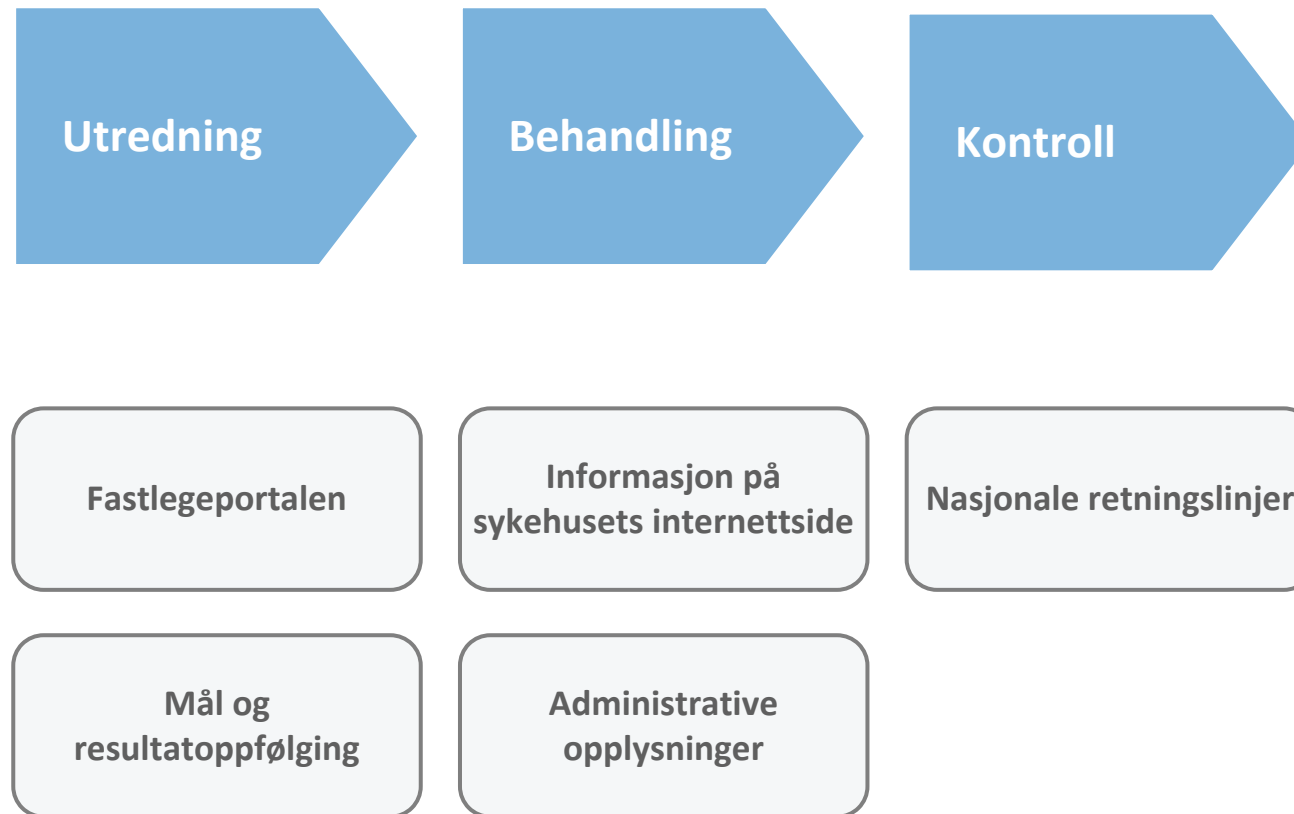 Utredning
Behandling
Kontroll
Fastlegeportalen
Informasjon på
sykehusets internettside
Nasjonale retningslinjer
Mål og
resultatoppfølging
Administrative
opplysninger